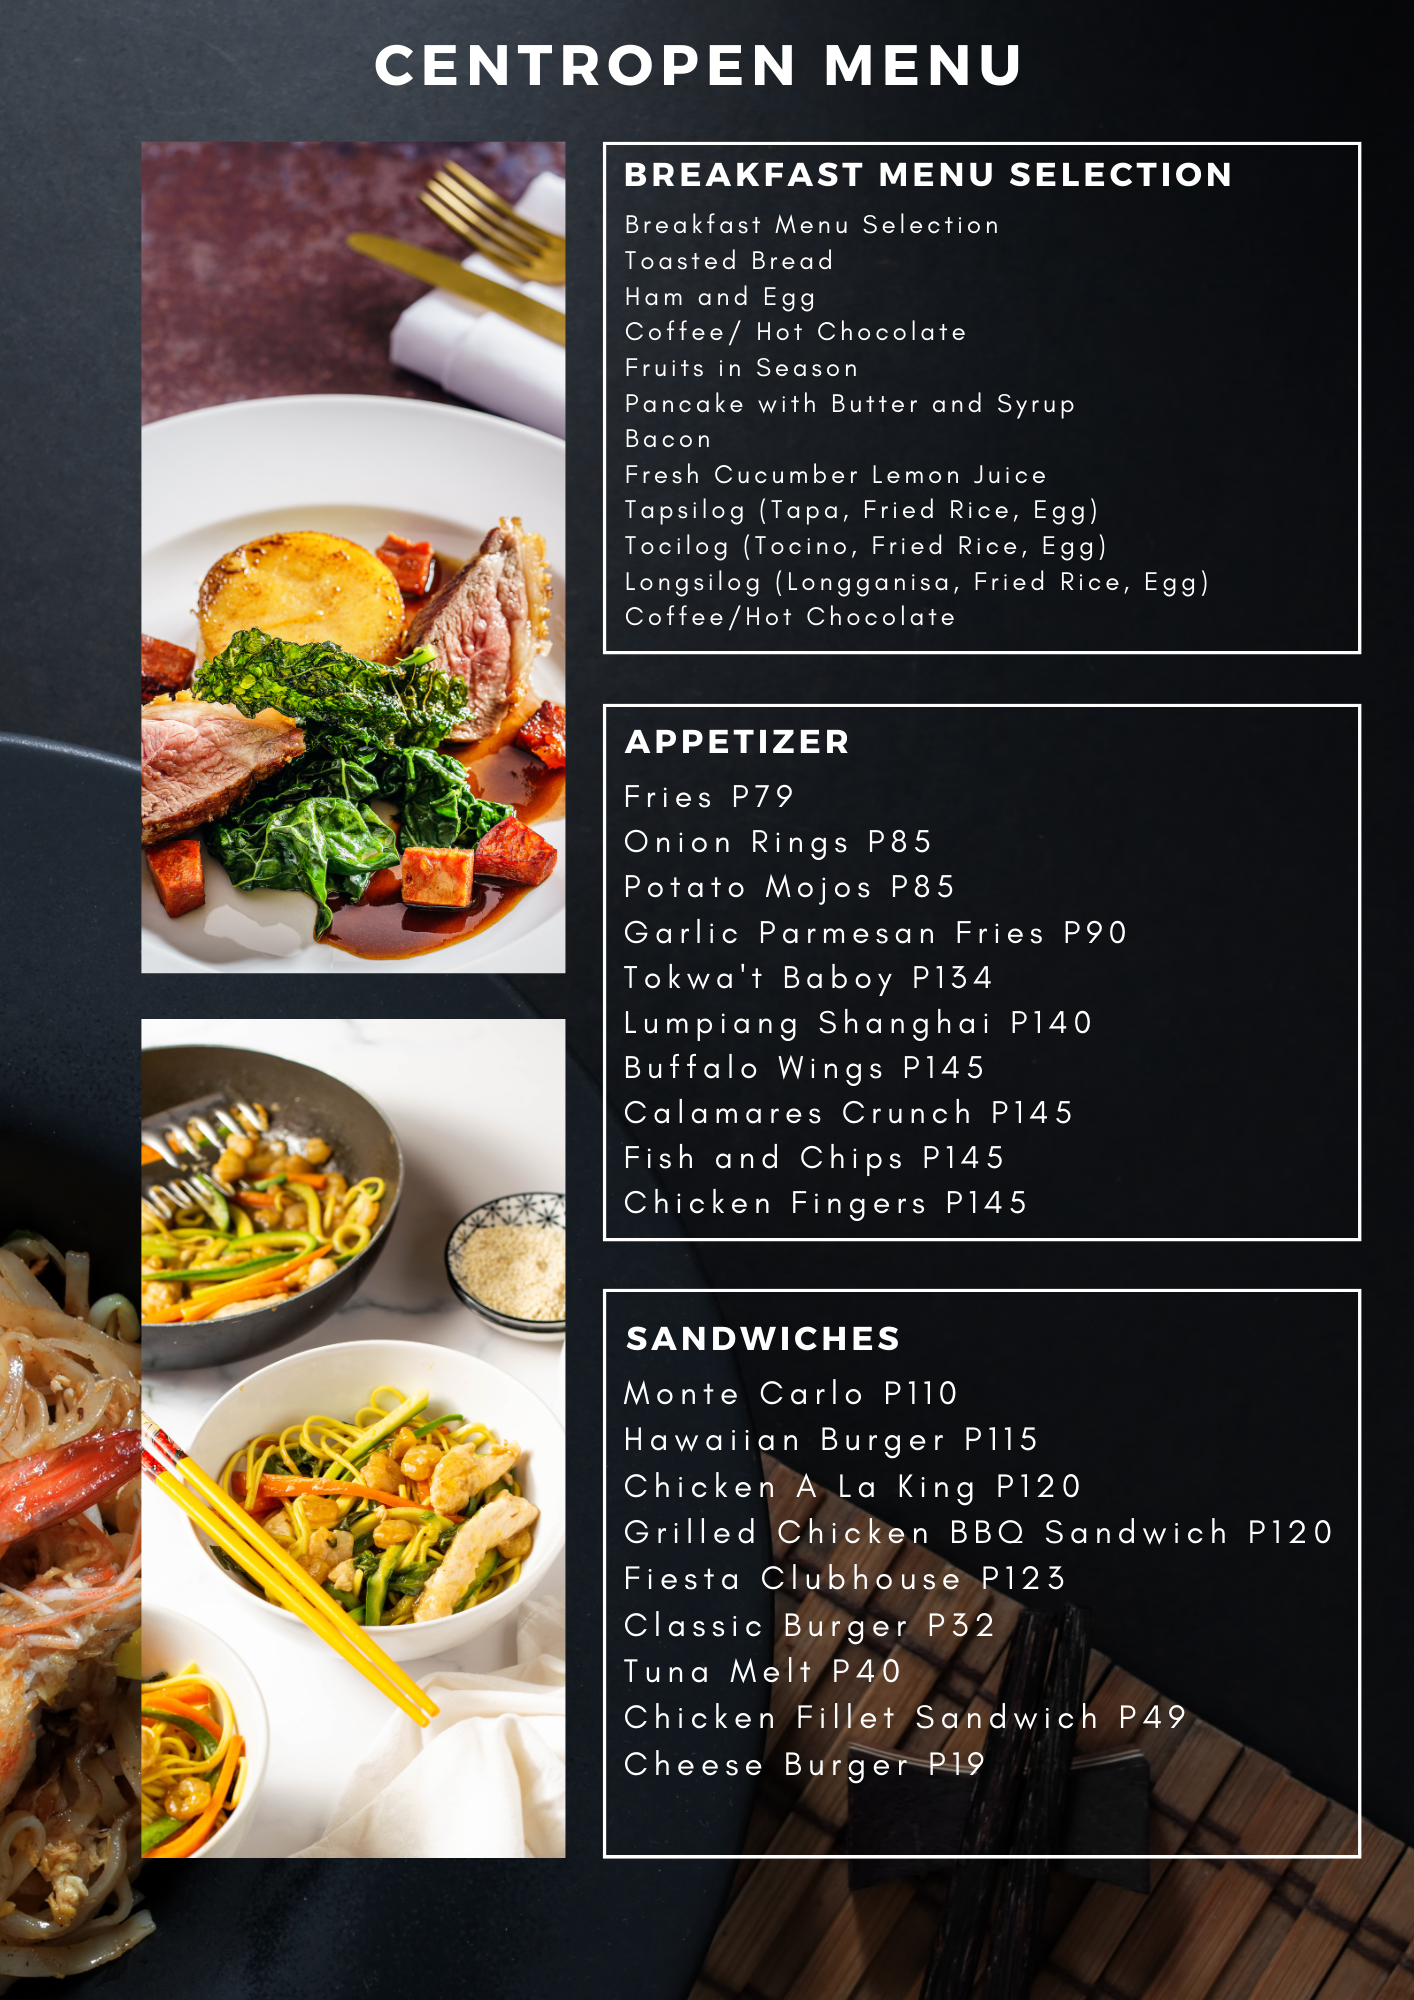 CENTROPEN MENU
BREAKFAST MENU SELECTION
Breakfast Menu Selection
Toasted Bread
Ham and Egg
Coffee/ Hot Chocolate
Fruits in Season
Pancake with Butter and Syrup
Bacon
Fresh Cucumber Lemon Juice
Tapsilog (Tapa, Fried Rice, Egg)
Tocilog (Tocino, Fried Rice, Egg)
Longsilog (Longganisa, Fried Rice, Egg)
Coffee/Hot Chocolate
APPETIZER
Fries P79
Onion Rings P85
Potato Mojos P85
Garlic Parmesan Fries P90
Tokwa't Baboy P134
Lumpiang Shanghai P140
Buffalo Wings P145
Calamares Crunch P145
Fish and Chips P145
Chicken Fingers P145
SANDWICHES
Monte Carlo P110
Hawaiian Burger P115
Chicken A La King P120
Grilled Chicken BBQ Sandwich P120
Fiesta Clubhouse P123
Classic Burger P32
Tuna Melt P40
Chicken Fillet Sandwich P49
Cheese Burger P19